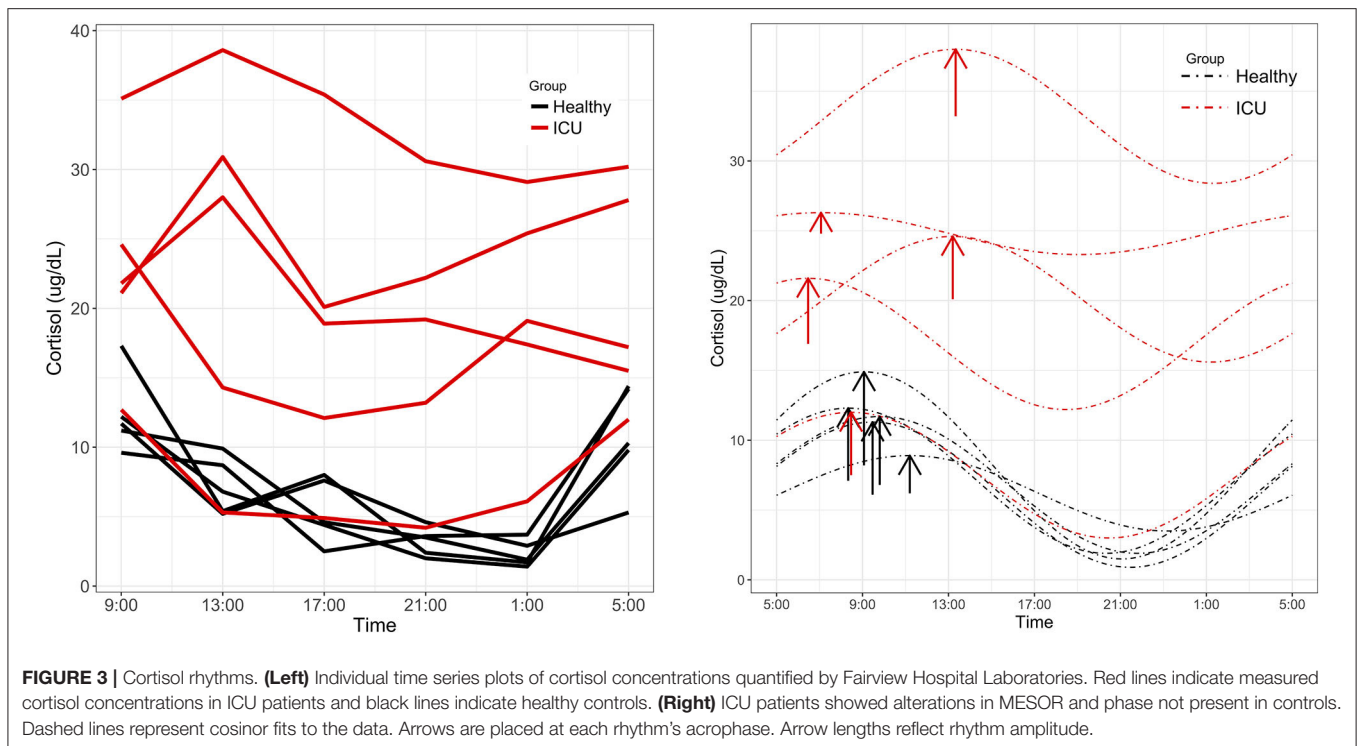 40
30
20
10
0
Cortisol (ug/dL)
9:00 13:00 17:00 21:00 1:00 5:00
Time
Group
Healthy
ICU
30
20
10
0
Cortisol (ug/dL)
5:00 9:00 13:00 17:00 21:00 1:00 5:00
Time
Group
Healthy
ICU
FIGURE 3 | Cortisol rhythms. (Left) Individual time series plots of cortisol concentrations quantified by Fairview Hospital Laboratories. Red lines indicate measured
cortisol concentrations in ICU patients and black lines indicate healthy controls. (Right) ICU patients showed alterations in MESOR and phase not present in controls.
Dashed lines represent cosinor fits to the data. Arrows are placed at each rhythm's acrophase. Arrow lengths reflect rhythm amplitude.